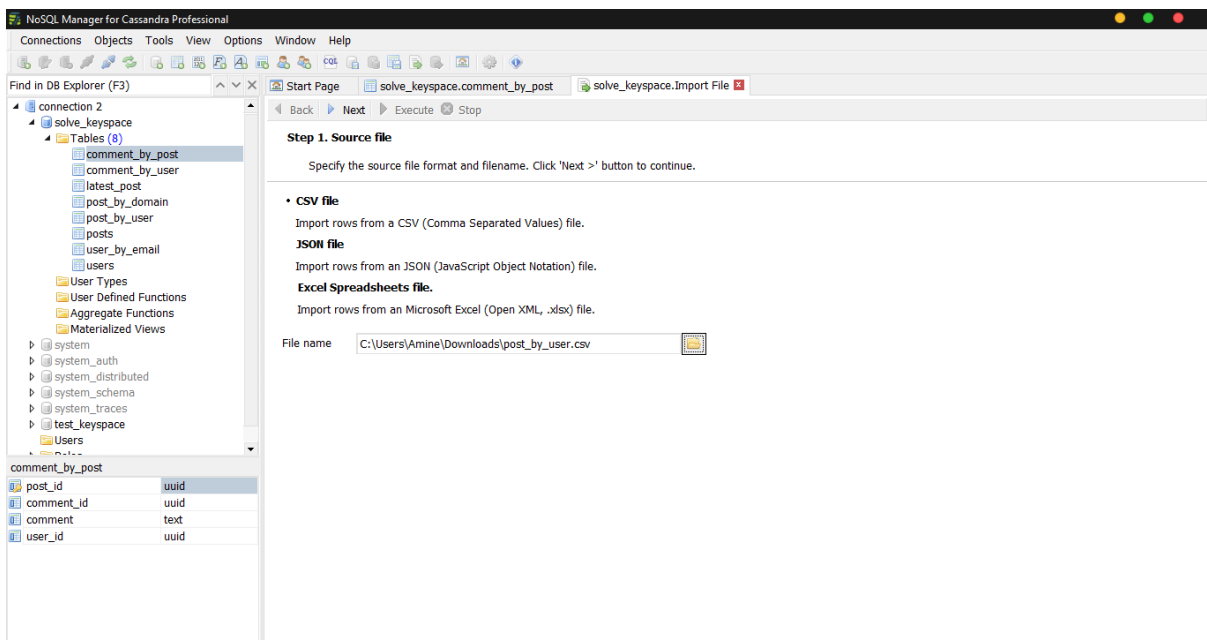 NoSQL Manager for Cassandra Professional
Connections Objects Tools View Options Window Help
CQL
Find in DB Explorer (F3)
connection 2
solve_keyspace
Tables (8)
comment_by_post
comment_by_user
latest_post
post_by_domain
post_by_user
posts
user_by_email
users
User Types
User Defined Functions
Aggregate Functions
Materialized Views
system
system_auth
system_distributed
system_schema
system_traces
test_keyspace
Users
comment_by_post
post_id uuid
comment_id uuid
comment text
user_id uuid
Start Page solve_keyspace.comment_by_post solve_keyspace.Import File
Back Next Execute Stop
Step 1. Source file
Specify the source file format and filename. Click 'Next >' button to continue.
• CSV file
Import rows from a CSV (Comma Separated Values) file.
JSON file
Import rows from an JSON (JavaScript Object Notation) file.
Excel Spreadsheets file.
Import rows from an Microsoft Excel (Open XML, .xlsx) file.
File name C:\Users\Amine\Downloads\post_by_user.csv